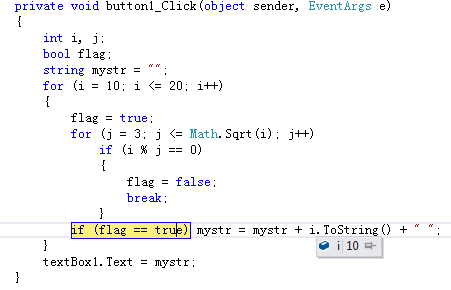 private void button1_Click(object sender, EventArgs e)
{
    int i, j;
    bool flag;
    string mystr = "";
    for (i = 10; i <= 20; i++)
    {
        flag = true;
        for (j = 3; j <= Math.Sqrt(i); j++)
            if (i % j == 0)
            {
                flag = false;
                break;
            }
        if (flag == true) mystr = mystr + i.ToString() + " ";
i 10
    }
    textBox1.Text = mystr;
}